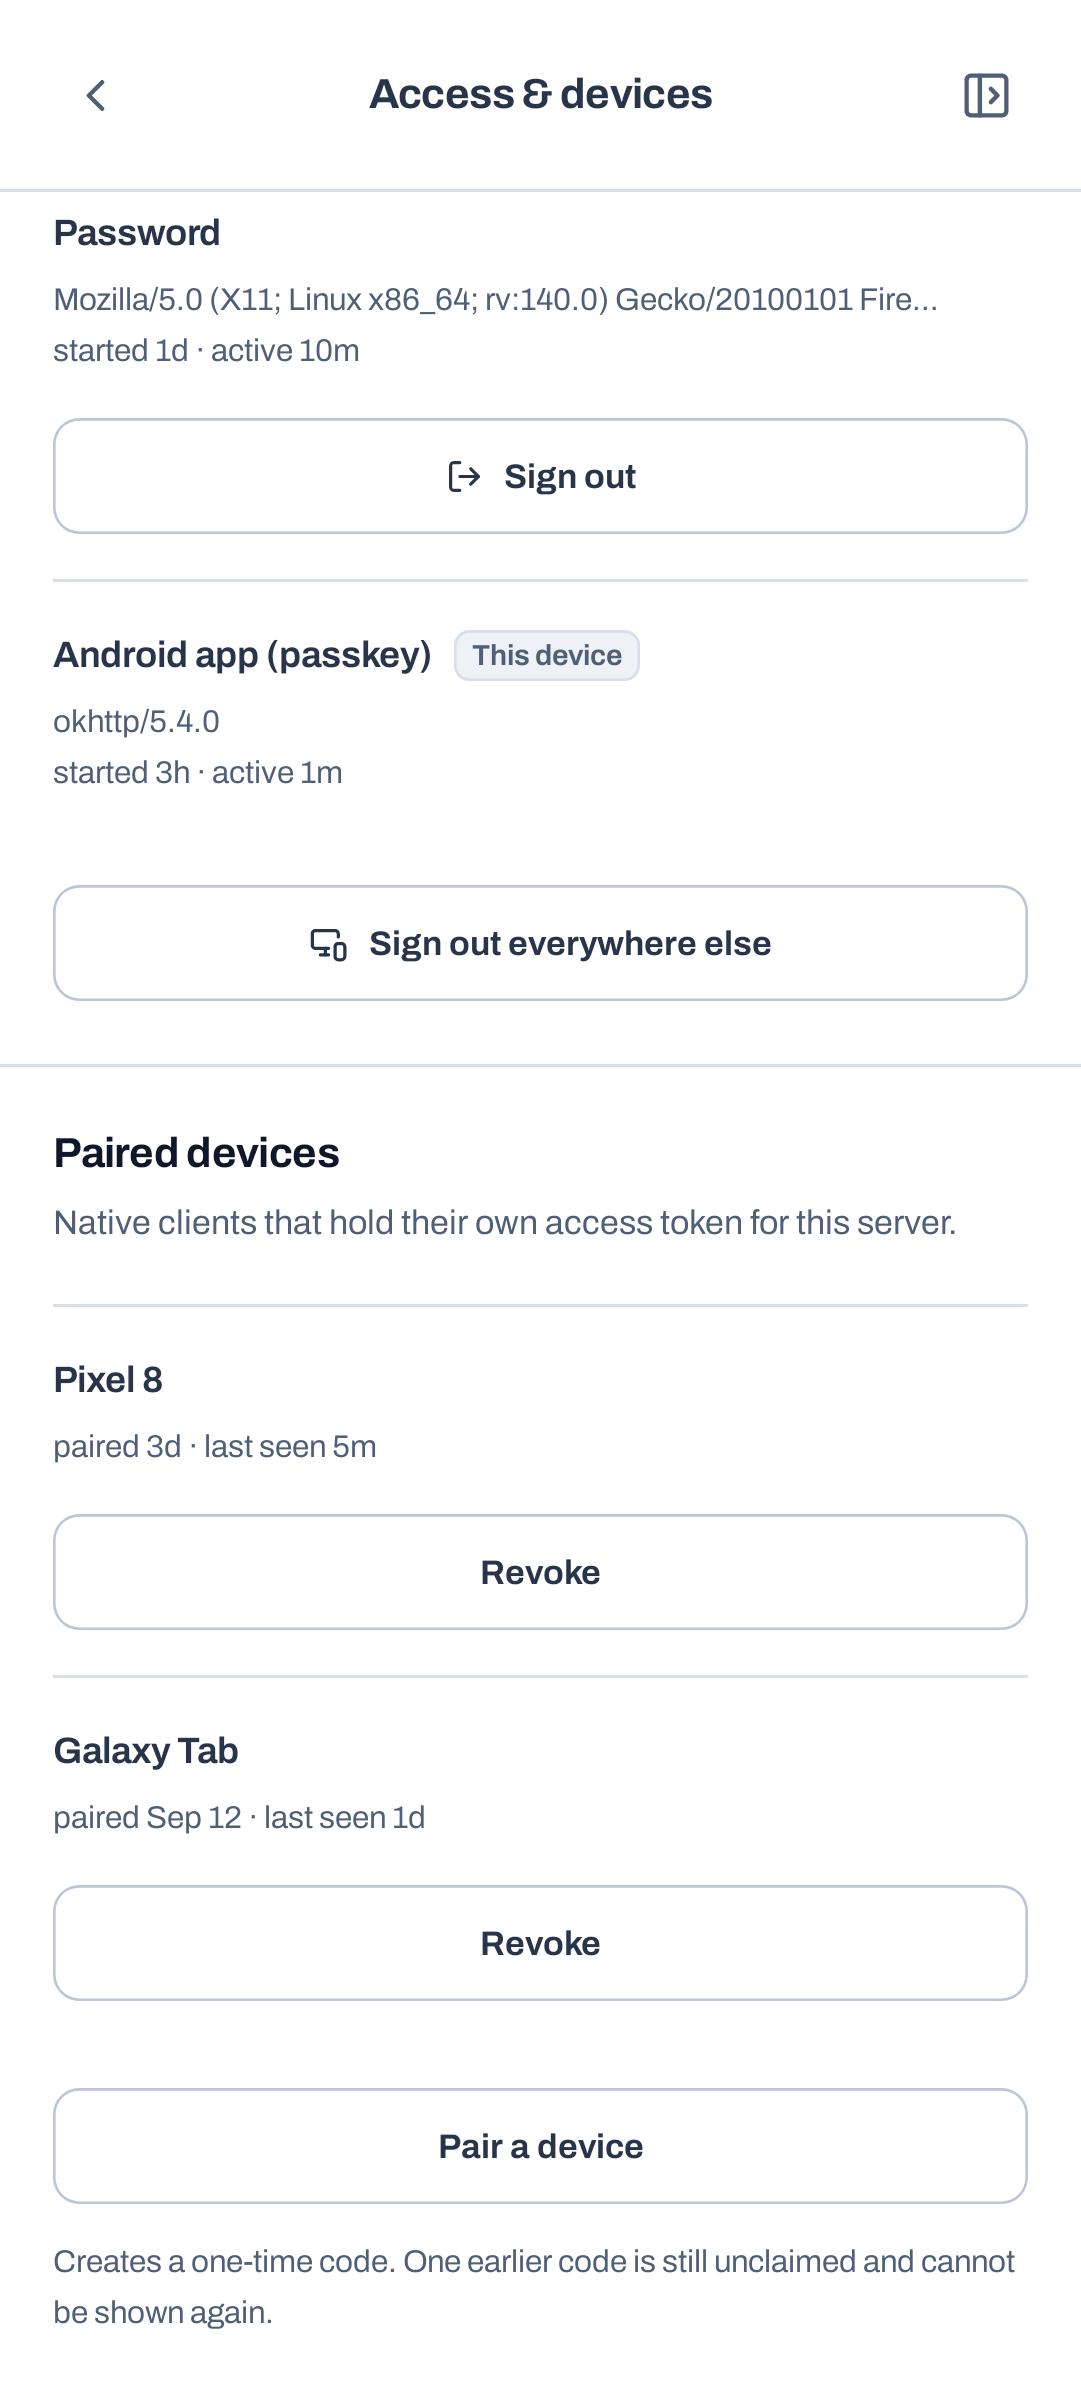 Access & devices
Password
Mozilla/5.0 (X11; Linux x86_64; rv:140.0) Gecko/20100101 Fire...
started 1d · active 10m
Sign out
Android app (passkey) This device
okhttp/5.4.0
started 3h · active 1m
Sign out everywhere else
Paired devices
Native clients that hold their own access token for this server.
Pixel 8
paired 3d · last seen 5m
Revoke
Galaxy Tab
paired Sep 12 · last seen 1d
Revoke
Pair a device
Creates a one-time code. One earlier code is still unclaimed and cannot
be shown again.